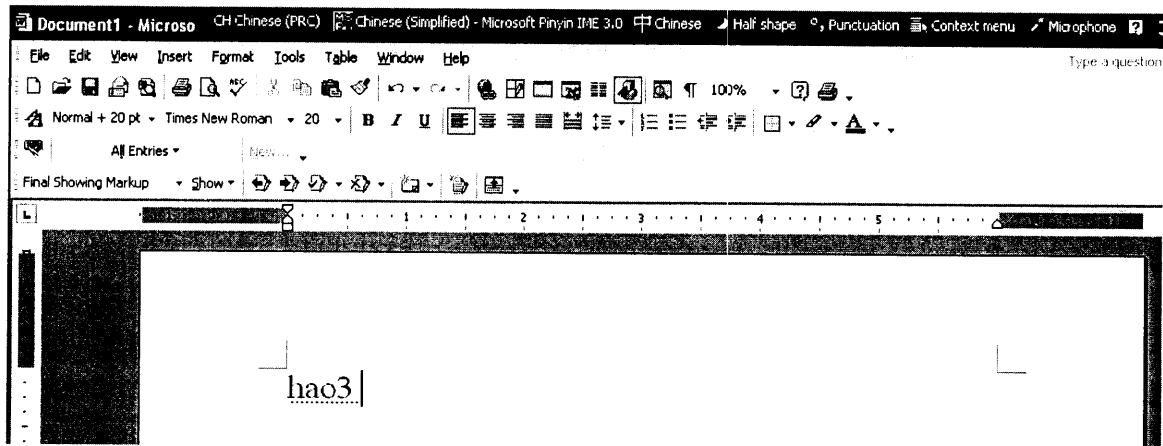 Document1 - Microso CH Chinese (PRC) Chinese (Simplified) - Microsoft Pinyin IME 3.0 中 Chinese Half shape °, Punctuation Context menu Microphone
File Edit View Insert Format Tools Table Window Help Type a question
ABC ¶ 100%
Normal + 20 pt Times New Roman 20 B I U A
All Entries New...
Final Showing Markup Show
L 1 2 3 4 5
hao3